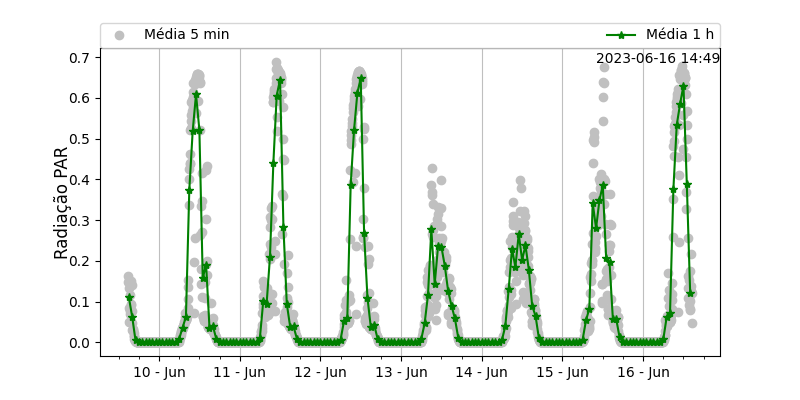 Média 5 min
Média 1 h
2023-06-16 14:49
Radiação PAR
0.7
0.6
0.5
0.4
0.3
0.2
0.1
0.0
10 - Jun
11 - Jun
12 - Jun
13 - Jun
14 - Jun
15 - Jun
16 - Jun